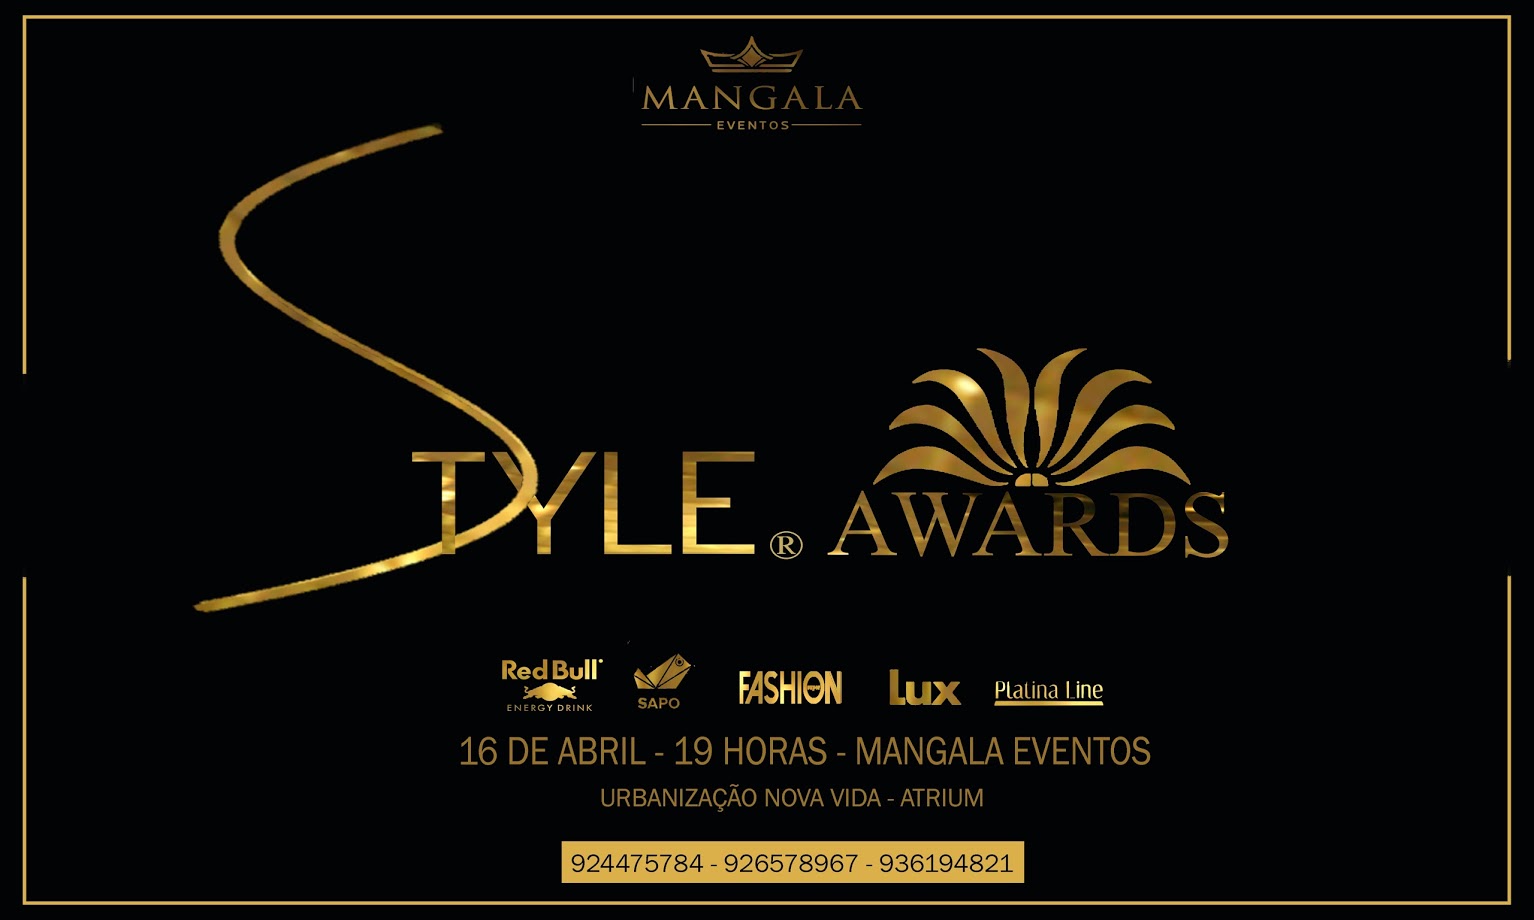 MANGALA
EVENTOS
STYLE ® AWARDS
Red Bull
ENERGY DRINK
SAPO
FASHION
Lux
Platina Line
16 DE ABRIL - 19 HORAS - MANGALA EVENTOS
URBANIZAÇÃO NOVA VIDA - ATRIUM
924475784 - 926578967 - 936194821